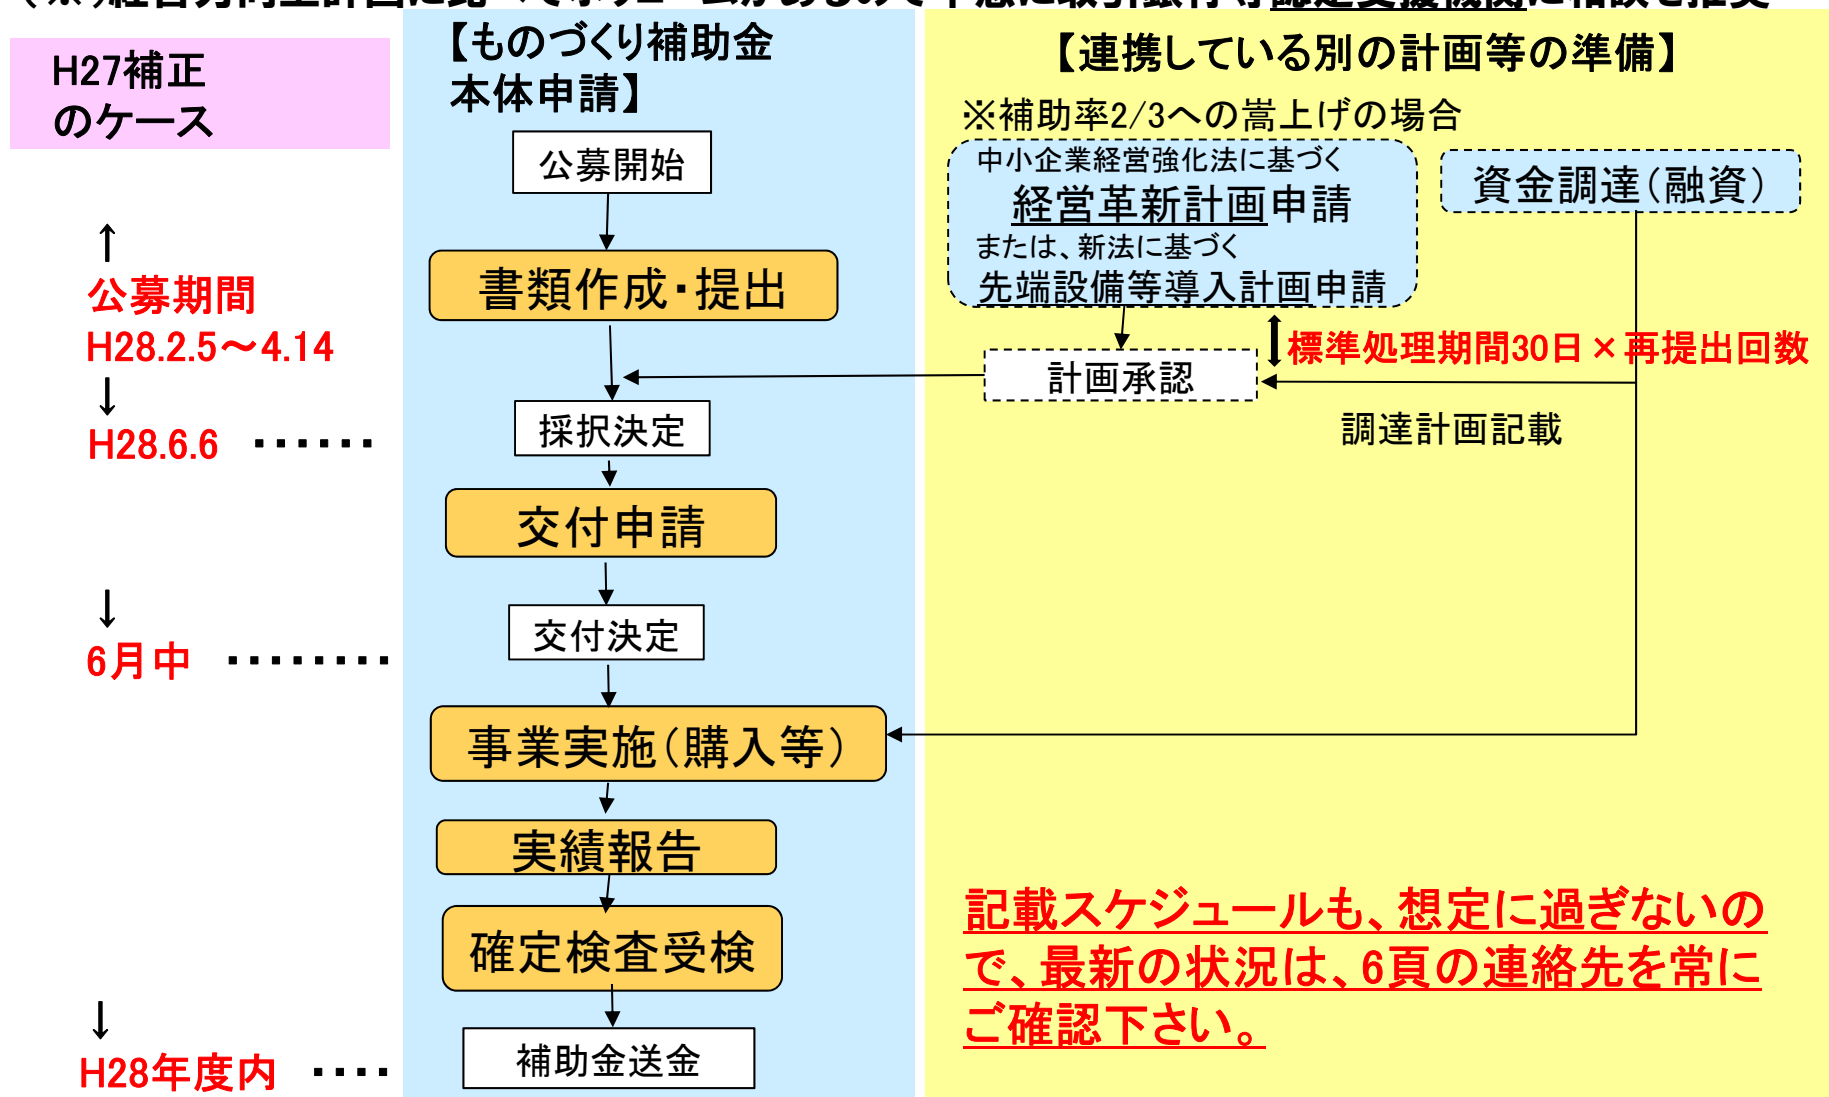 H27補正
のケース
↑
公募期間
H28.2.5～4.14
↓
H28.6.6 ・・・・・・
↓
6月中 ・・・・・・・・
↓
H28年度内 ・・・・
【ものづくり補助金
本体申請】
公募開始
書類作成・提出
採択決定
交付申請
交付決定
事業実施（購入等）
実績報告
確定検査受検
補助金送金
【連携している別の計画等の準備】
※補助率2/3への嵩上げの場合
中小企業経営強化法に基づく
経営革新計画申請
または、新法に基づく
先端設備等導入計画申請
資金調達（融資）
標準処理期間30日×再提出回数
計画承認
調達計画記載
記載スケジュールも、想定に過ぎないの
で、最新の状況は、6頁の連絡先を常に
ご確認下さい。